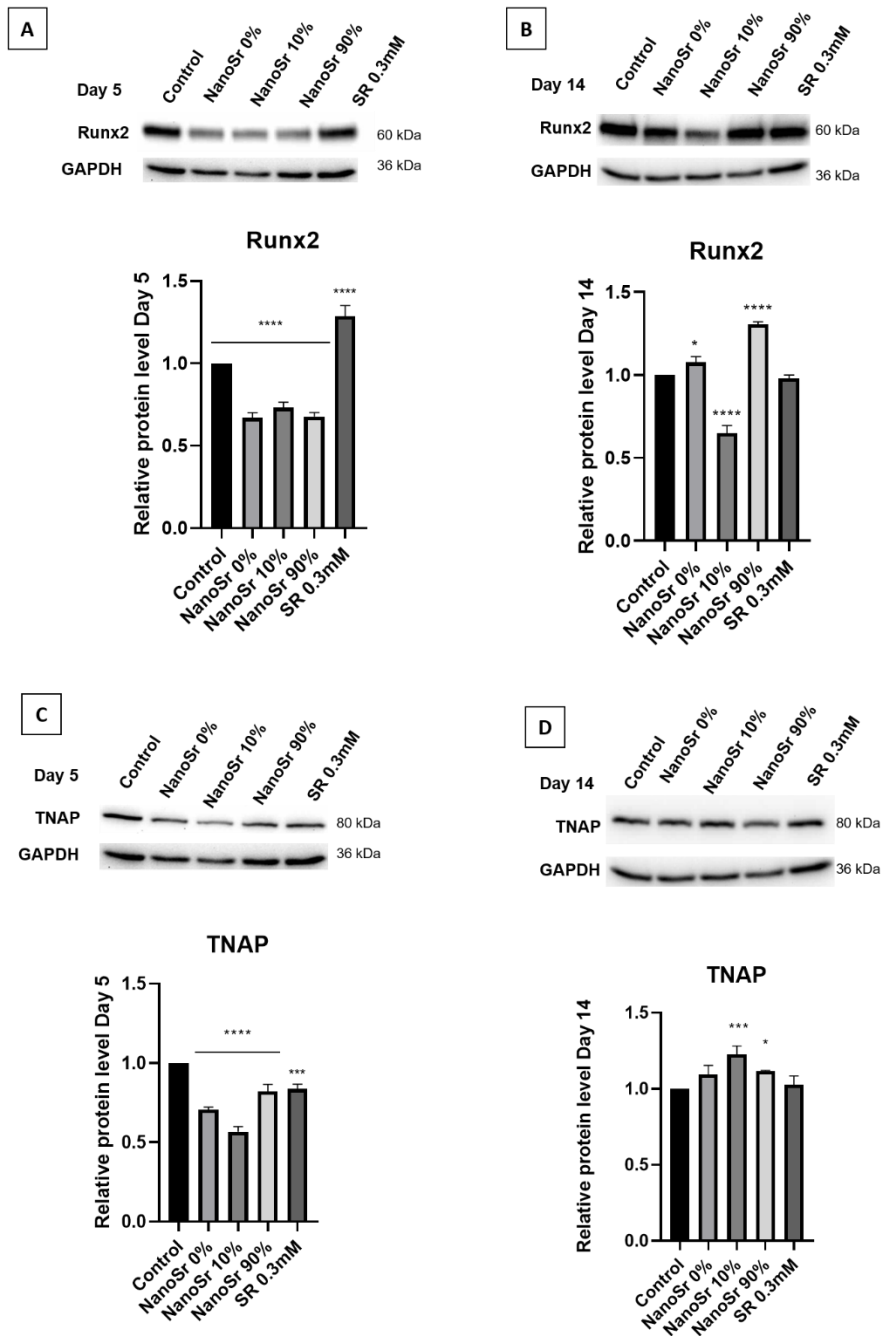 A
Day 5
Control
NanoSr 0%
NanoSr 10%
NanoSr 90%
SR 0.3mM
Runx2
60 kDa
GAPDH
36 kDa
Runx2
Relative protein level Day 5
1.5
1.0
0.5
0.0
****
****
Control
NanoSr 0%
NanoSr 10%
NanoSr 90%
SR 0.3mM
B
Day 14
Control
NanoSr 0%
NanoSr 10%
NanoSr 90%
SR 0.3mM
Runx2
60 kDa
GAPDH
36 kDa
Runx2
Relative protein level Day 14
1.5
1.0
0.5
0.0
*
****
****
Control
NanoSr 0%
NanoSr 10%
NanoSr 90%
SR 0.3mM
C
Day 5
Control
NanoSr 0%
NanoSr 10%
NanoSr 90%
SR 0.3mM
TNAP
80 kDa
GAPDH
36 kDa
TNAP
Relative protein level Day 5
1.5
1.0
0.5
0.0
****
***
Control
NanoSr 0%
NanoSr 10%
NanoSr 90%
SR 0.3mM
D
Day 14
Control
NanoSr 0%
NanoSr 10%
NanoSr 90%
SR 0.3mM
TNAP
80 kDa
GAPDH
36 kDa
TNAP
Relative protein level Day 14
1.5
1.0
0.5
0.0
***
*
Control
NanoSr 0%
NanoSr 10%
NanoSr 90%
SR 0.3mM